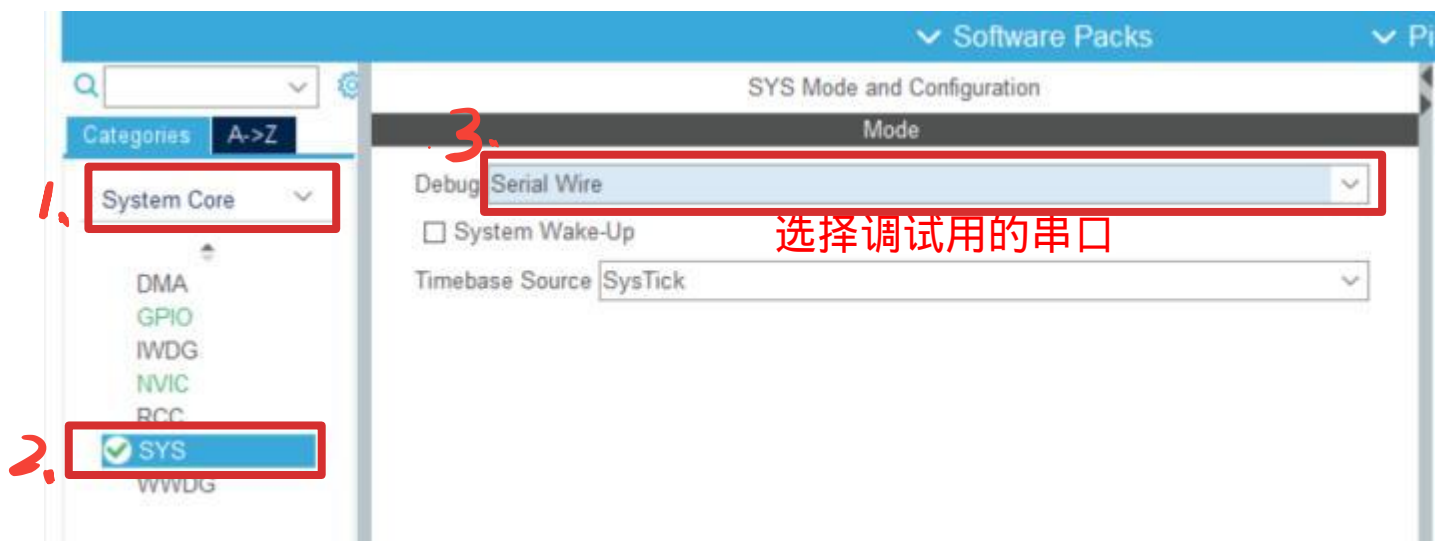 Software Packs
Pi
SYS Mode and Configuration
Categories
A->Z
Mode
3.
1.
System Core
Debug Serial Wire
System Wake-Up
选择调试用的串口
Timebase Source SysTick
DMA
GPIO
IWDG
NVIC
RCC
2.
SYS
WWDG